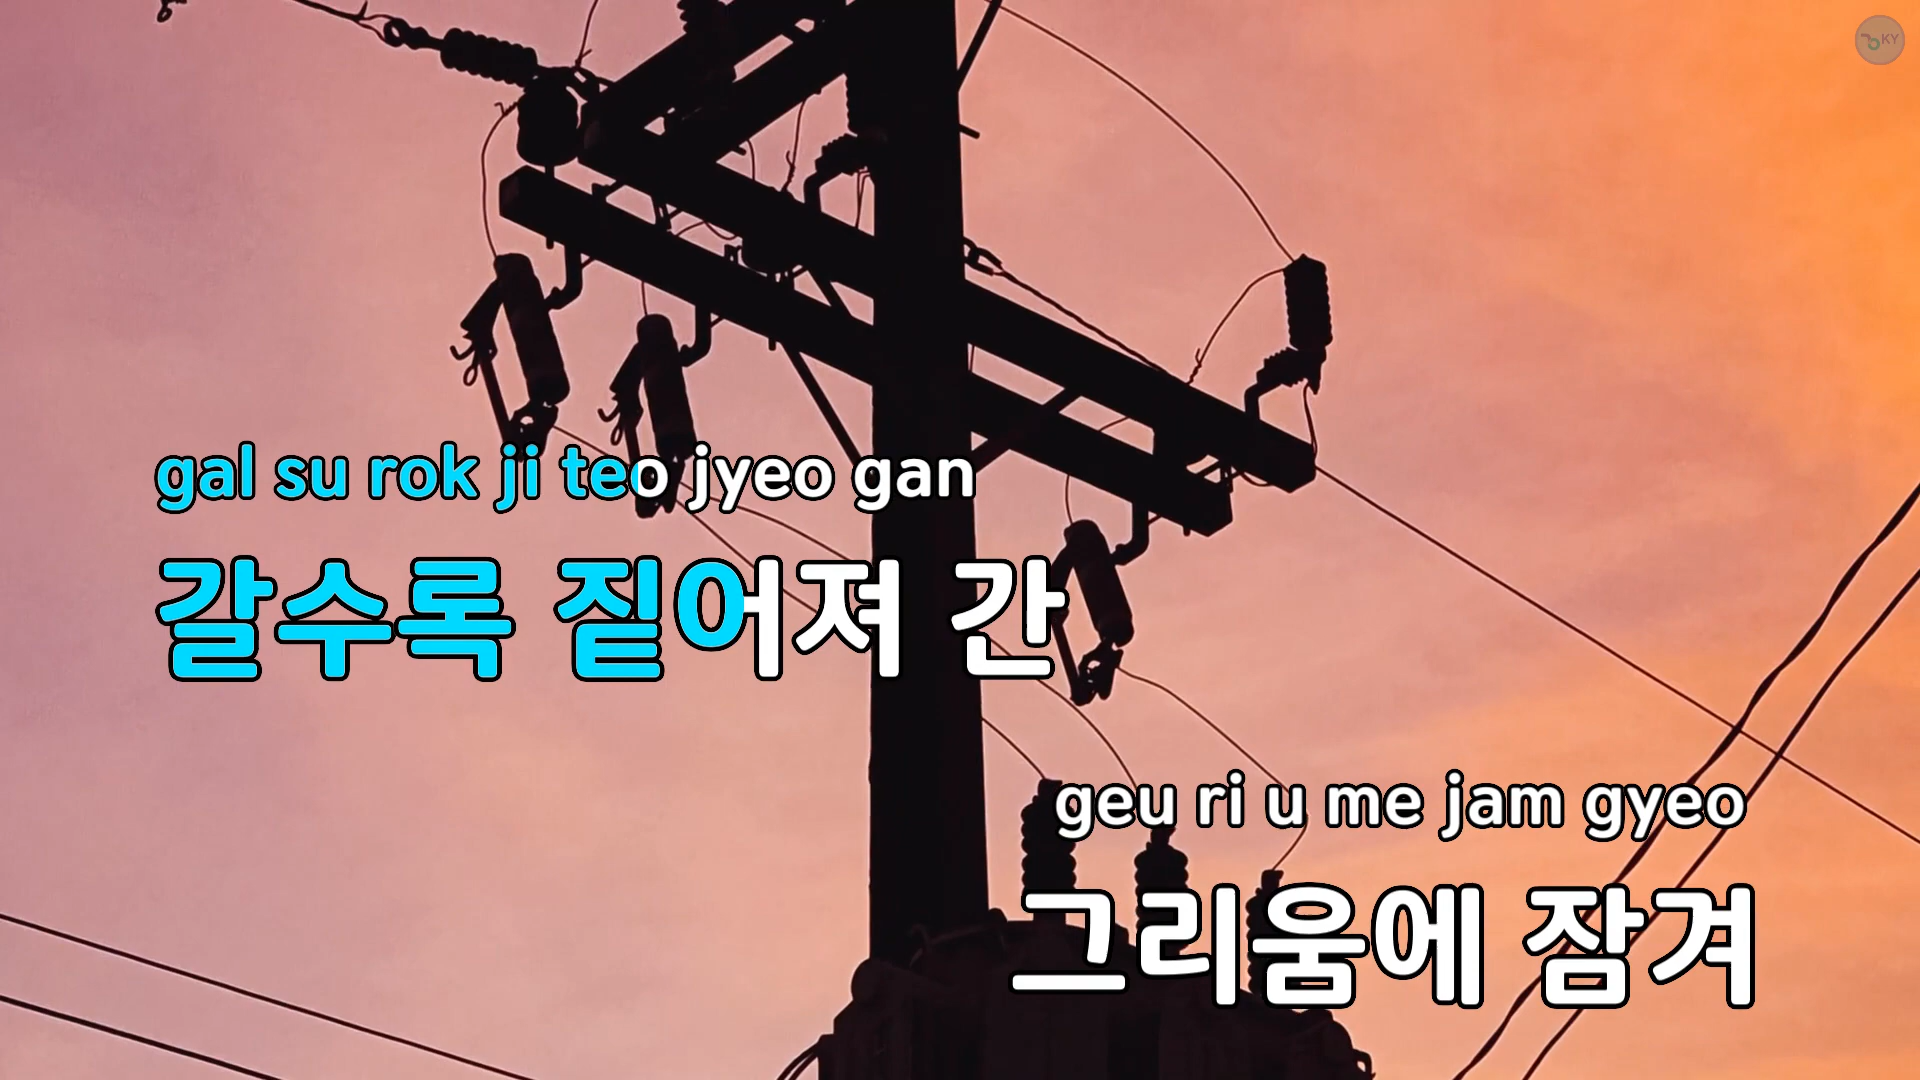 KY
gal su rok ji teo jyeo gan
갈수록 짙어져 간
geu ri u me jam gyeo
그리움에 잠겨